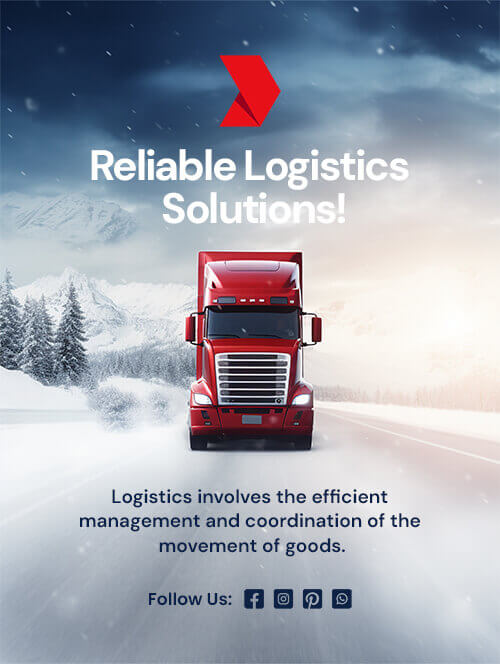 Reliable Logistics
Solutions!
Logistics involves the efficient
management and coordination of the
movement of goods.
Follow Us: